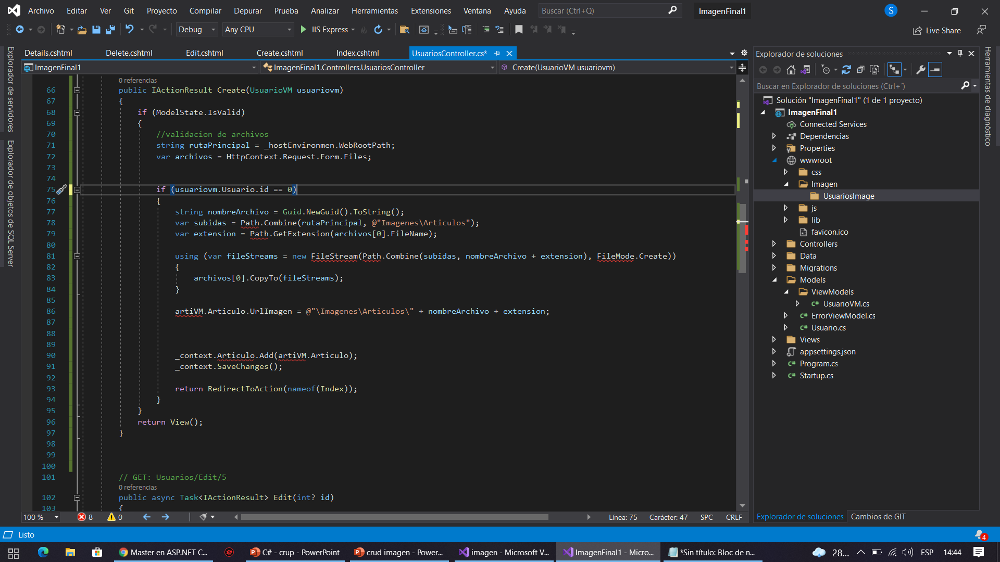 Archivo Editar Ver Git Proyecto Compilar Depurar Prueba Analizar Herramientas Extensiones Ventana Ayuda Buscar (Ctrl+Q) ImagenFinal1 S
Debug Any CPU IIS Express Live Share
Details.cshtml Delete.cshtml Edit.cshtml Create.cshtml Index.cshtml UsuariosController.cs*
ImagenFinal1 ImagenFinal1.Controllers.UsuariosController Create(UsuarioVM usuariovm)
Explorador de servidores
Explorador de objetos de SQL Server
0 referencias
66 public IActionResult Create(UsuarioVM usuariovm)
67 {
68 if (ModelState.IsValid)
69 {
70 //validacion de archivos
71 string rutaPrincipal = _hostEnvironmen.WebRootPath;
72 var archivos = HttpContext.Request.Form.Files;
73
74
75 if (usuariovm.Usuario.id == 0)
76 {
77 string nombreArchivo = Guid.NewGuid().ToString();
78 var subidas = Path.Combine(rutaPrincipal, @"Imagenes\Articulos");
79 var extension = Path.GetExtension(archivos[0].FileName);
80
81 using (var fileStreams = new FileStream(Path.Combine(subidas, nombreArchivo + extension), FileMode.Create))
82 {
83 archivos[0].CopyTo(fileStreams);
84 }
85
86 artiVM.Articulo.UrlImagen = @"\Imagenes\Articulos\" + nombreArchivo + extension;
87
88
89
90 _context.Articulo.Add(artiVM.Articulo);
91 _context.SaveChanges();
92
93 return RedirectToAction(nameof(Index));
94 }
95 }
96 return View();
97 }
98
99
100
101 // GET: Usuarios/Edit/5
0 referencias
102 public async Task<IActionResult> Edit(int? id)
103 {
100 % 8 0 Línea: 75 Carácter: 47 SPC CRLF
Explorador de soluciones
Buscar en Explorador de soluciones (Ctrl+´)
Solución "ImagenFinal1" (1 de 1 proyecto)
ImagenFinal1
Connected Services
Dependencias
Properties
wwwroot
css
Imagen
UsuariosImage
js
lib
favicon.ico
Controllers
Data
Migrations
Models
ViewModels
UsuarioVM.cs
ErrorViewModel.cs
Usuario.cs
Views
appsettings.json
Program.cs
Startup.cs
Explorador de soluciones Cambios de GIT
Herramientas de diagnóstico
Listo 4
Master en ASP.NET C... C# - crup - PowerPoint crud imagen - Power... imagen - Microsoft V... ImagenFinal1 - Micro... *Sin título: Bloc de n... 28... ESP 14:44